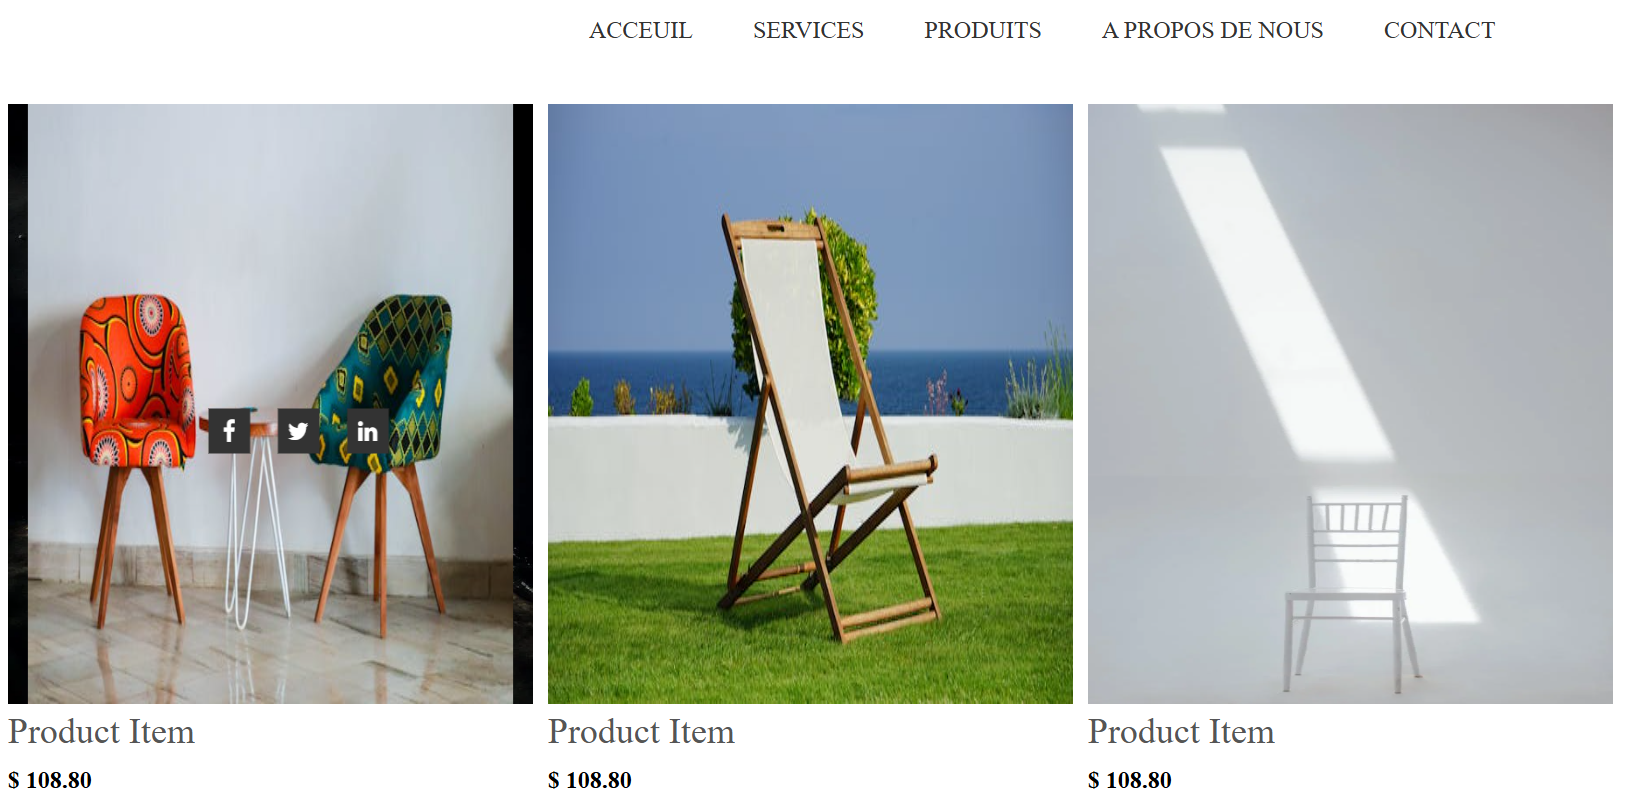 ACCEUIL SERVICES PRODUITS A PROPOS DE NOUS CONTACT
f in
Product Item Product Item Product Item
$ 108.80 $ 108.80 $ 108.80